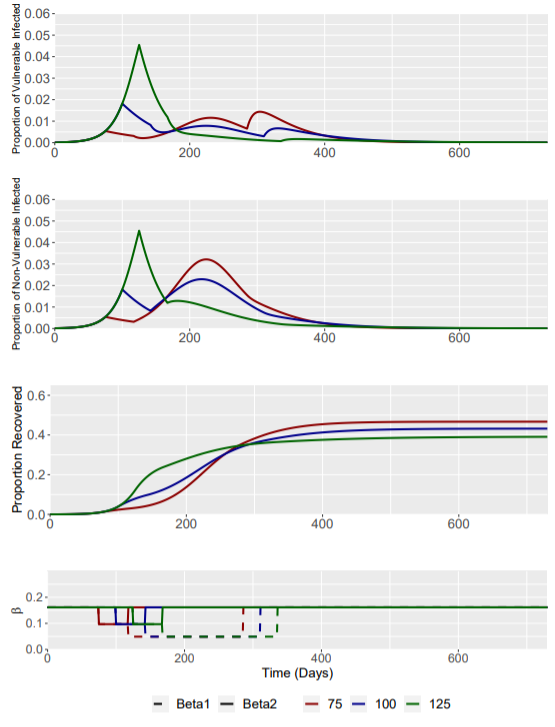 Proportion of Vulnerable Infected
0.06
0.05
0.04
0.03
0.02
0.01
0.00
0 200 400 600
Proportion of Non-Vulnerable Infected
0.06
0.05
0.04
0.03
0.02
0.01
0.00
0 200 400 600
Proportion Recovered
0.6
0.4
0.2
0.0
0 200 400 600
β
0.2
0.1
0.0
0 200 400 600
Time (Days)
Beta1 Beta2 75 100 125